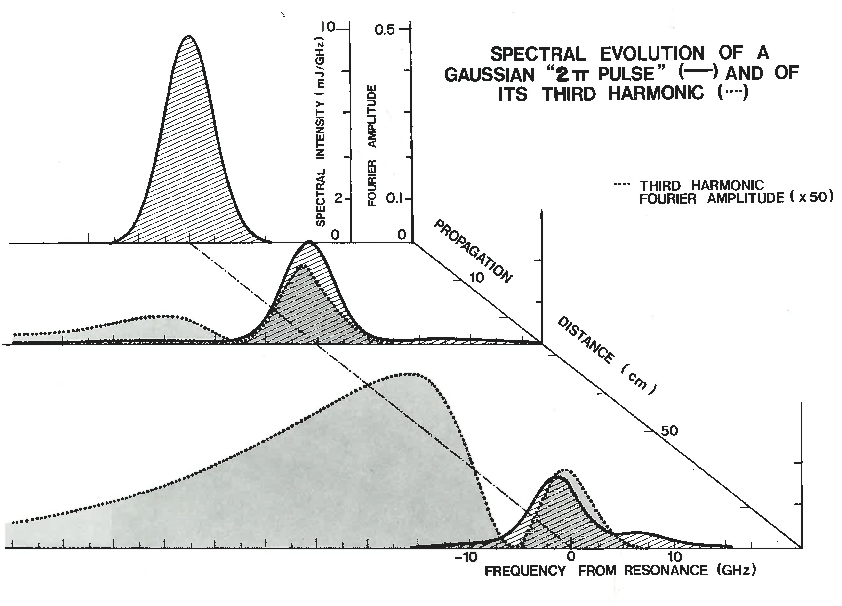 SPECTRAL EVOLUTION OF A
GAUSSIAN "2π PULSE" (—) AND OF
ITS THIRD HARMONIC (····)
10
2
0
SPECTRAL INTENSITY (mJ/GHz)
0.5
0.1
0
FOURIER AMPLITUDE
···· THIRD HARMONIC
FOURIER AMPLITUDE (x50)
PROPAGATION
10
DISTANCE (cm)
50
-10 0 10
FREQUENCY FROM RESONANCE (GHz)